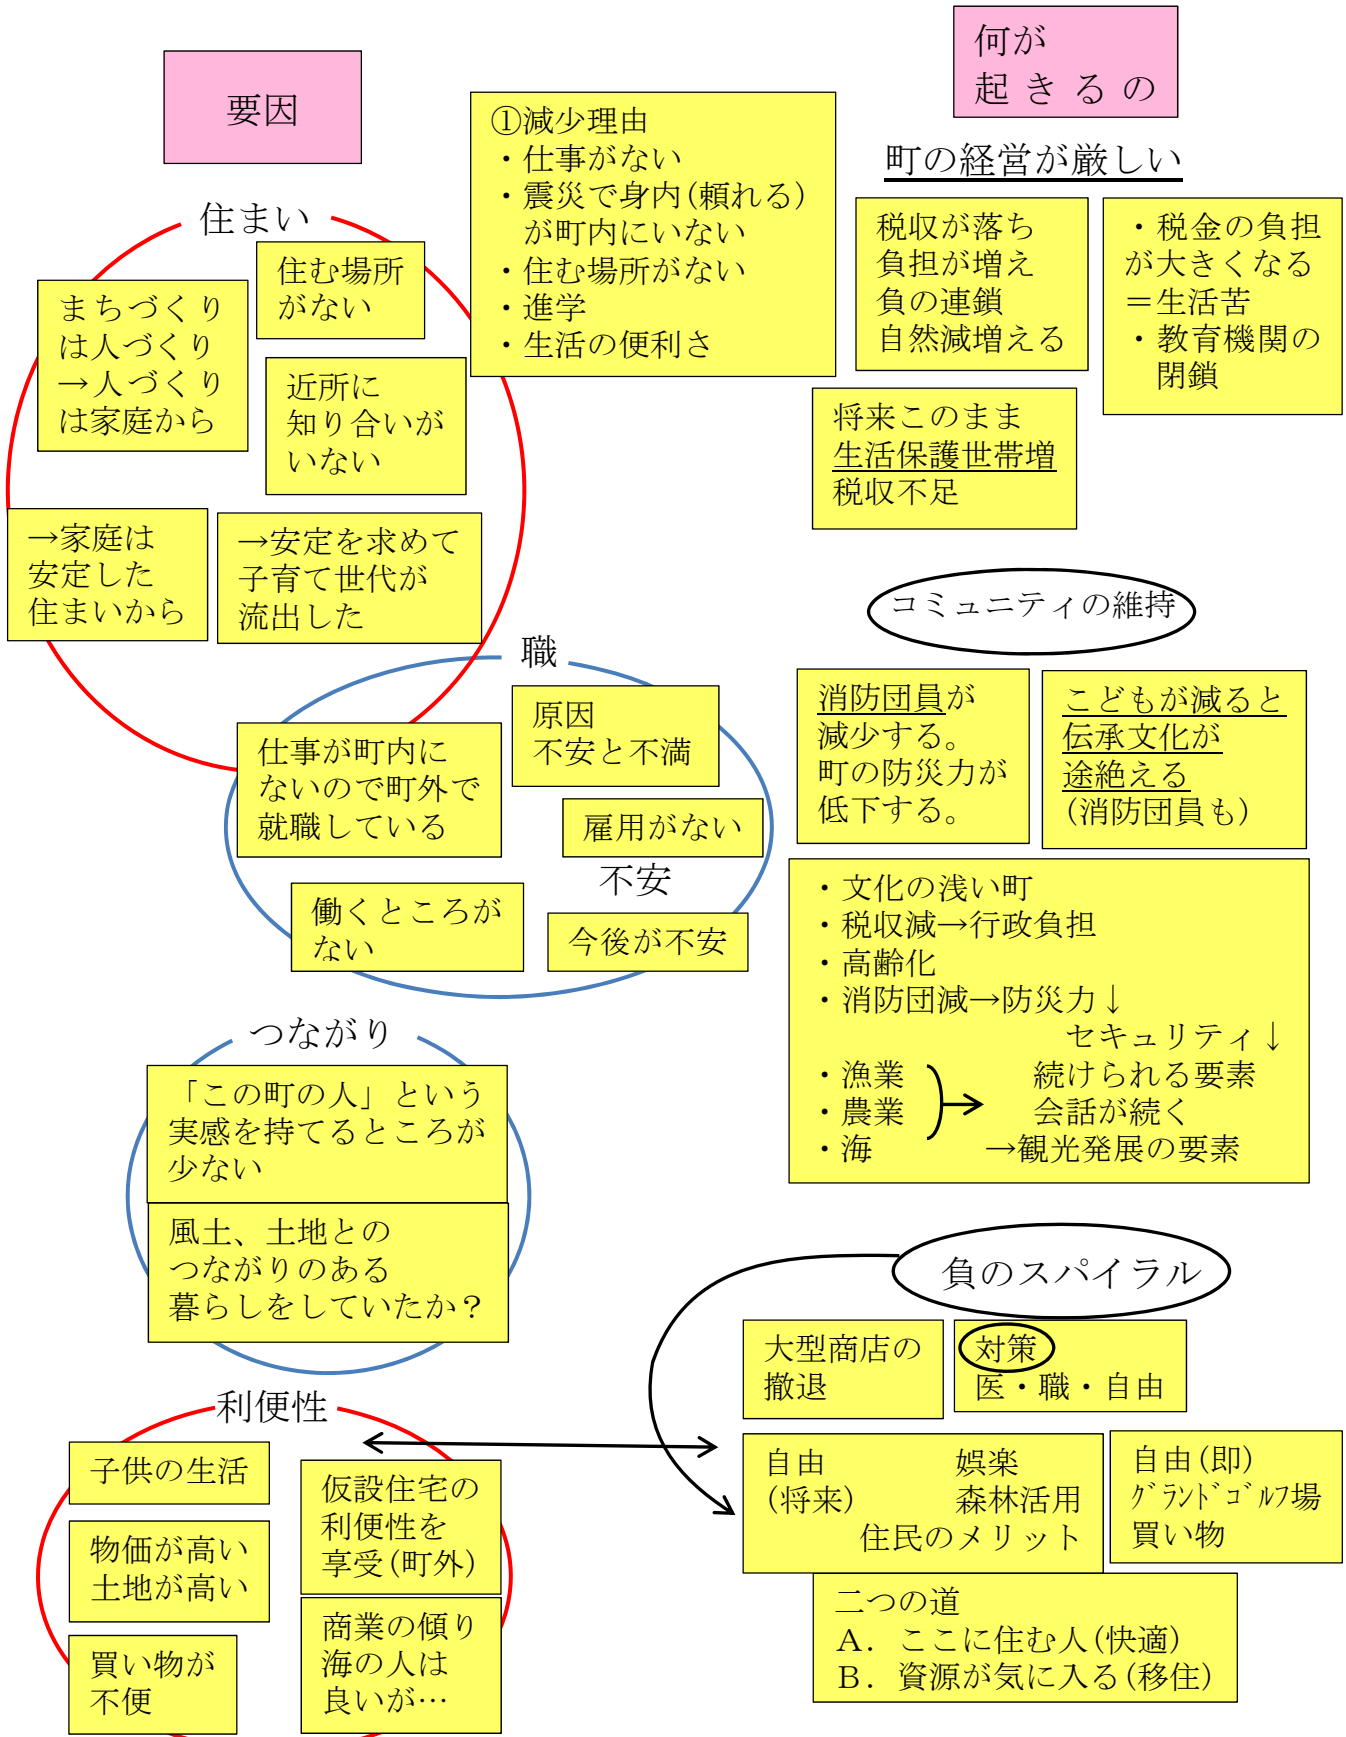 要因
①減少理由
・仕事がない
・震災で身内(頼れる)
が町内にいない
・住む場所がない
・進学
・生活の便利さ
住まい
住む場所
がない
まちづくり
は人づくり
→人づくり
は家庭から
近所に
知り合いが
いない
→家庭は
安定した
住まいから
→安定を求めて
子育て世代が
流出した
職
原因
不安と不満
仕事が町内に
ないので町外で
就職している
雇用がない
不安
働くところが
ない
今後が不安
つながり
「この町の人」という
実感を持てるところが
少ない
風土、土地との
つながりのある
暮らしをしていたか？
利便性
子供の生活
仮設住宅の
利便性を
享受(町外)
物価が高い
土地が高い
商業の傾り
海の人は
良いが…
買い物が
不便
何が
起きるの
町の経営が厳しい
税収が落ち
負担が増え
負の連鎖
自然減増える
・税金の負担
が大きくなる
＝生活苦
・教育機関の
閉鎖
将来このまま
生活保護世帯増
税収不足
コミュニティの維持
消防団員が
減少する。
町の防災力が
低下する。
こどもが減ると
伝承文化が
途絶える
(消防団員も)
・文化の浅い町
・税収減→行政負担
・高齢化
・消防団減→防災力↓
セキュリティ↓
・漁業　続けられる要素
・農業　会話が続く
・海　→観光発展の要素
負のスパイラル
大型商店の
撤退
対策
医・職・自由
自由　娯楽
(将来)　森林活用
住民のメリット
自由(即)
ｸﾞﾗﾝﾄﾞｺﾞﾙﾌ場
買い物
二つの道
Ａ．ここに住む人(快適)
Ｂ．資源が気に入る(移住)